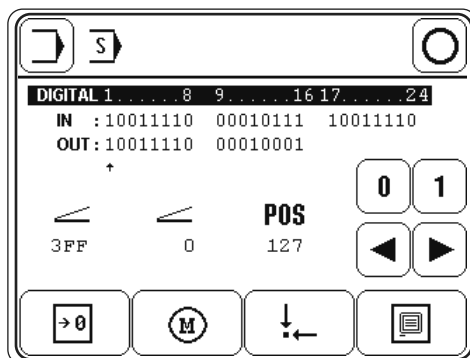 S
DIGITAL 1......8 9......16 17......24
IN :10011110 00010111 10011110
OUT:10011110 00010001
0 1
POS
3FF 0 127
→0 M